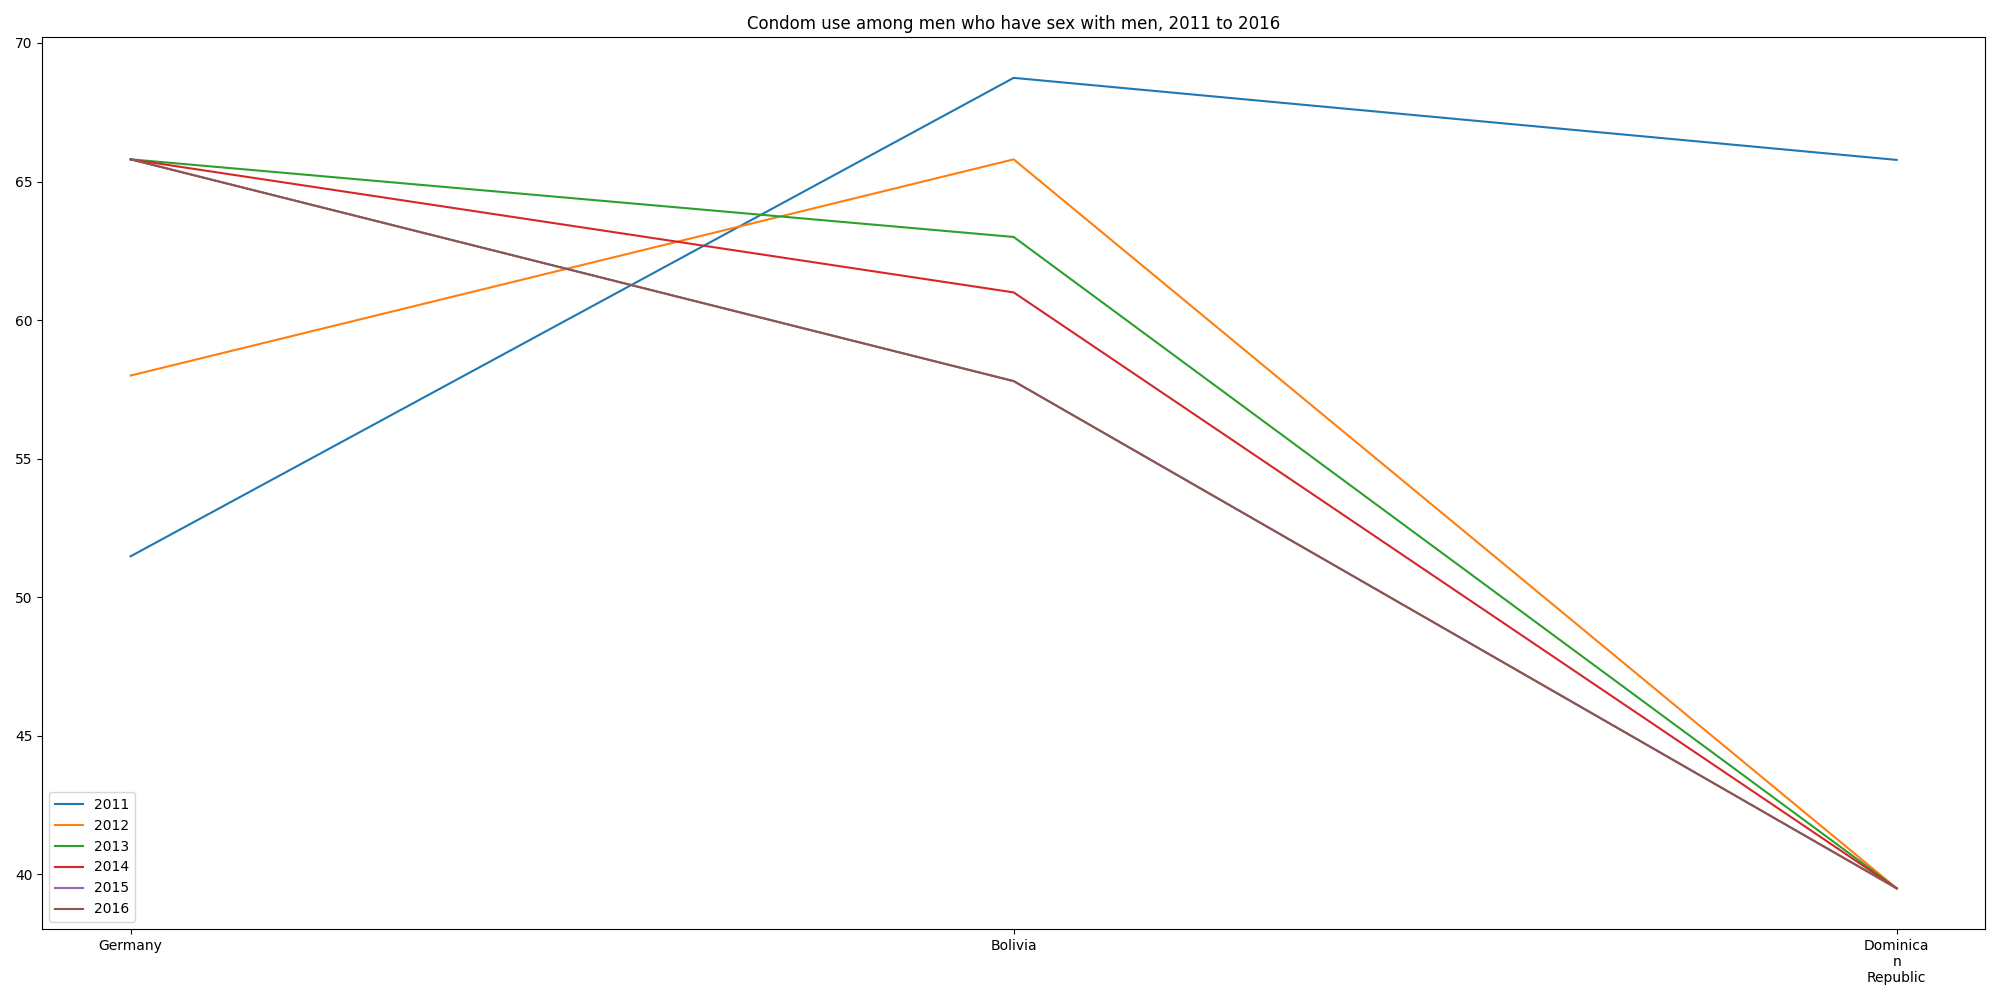 Condom use among men who have sex with men, 2011 to 2016
70
65
60
55
50
45
40
2011
2012
2013
2014
2015
2016
Germany
Bolivia
Dominica
n
Republic